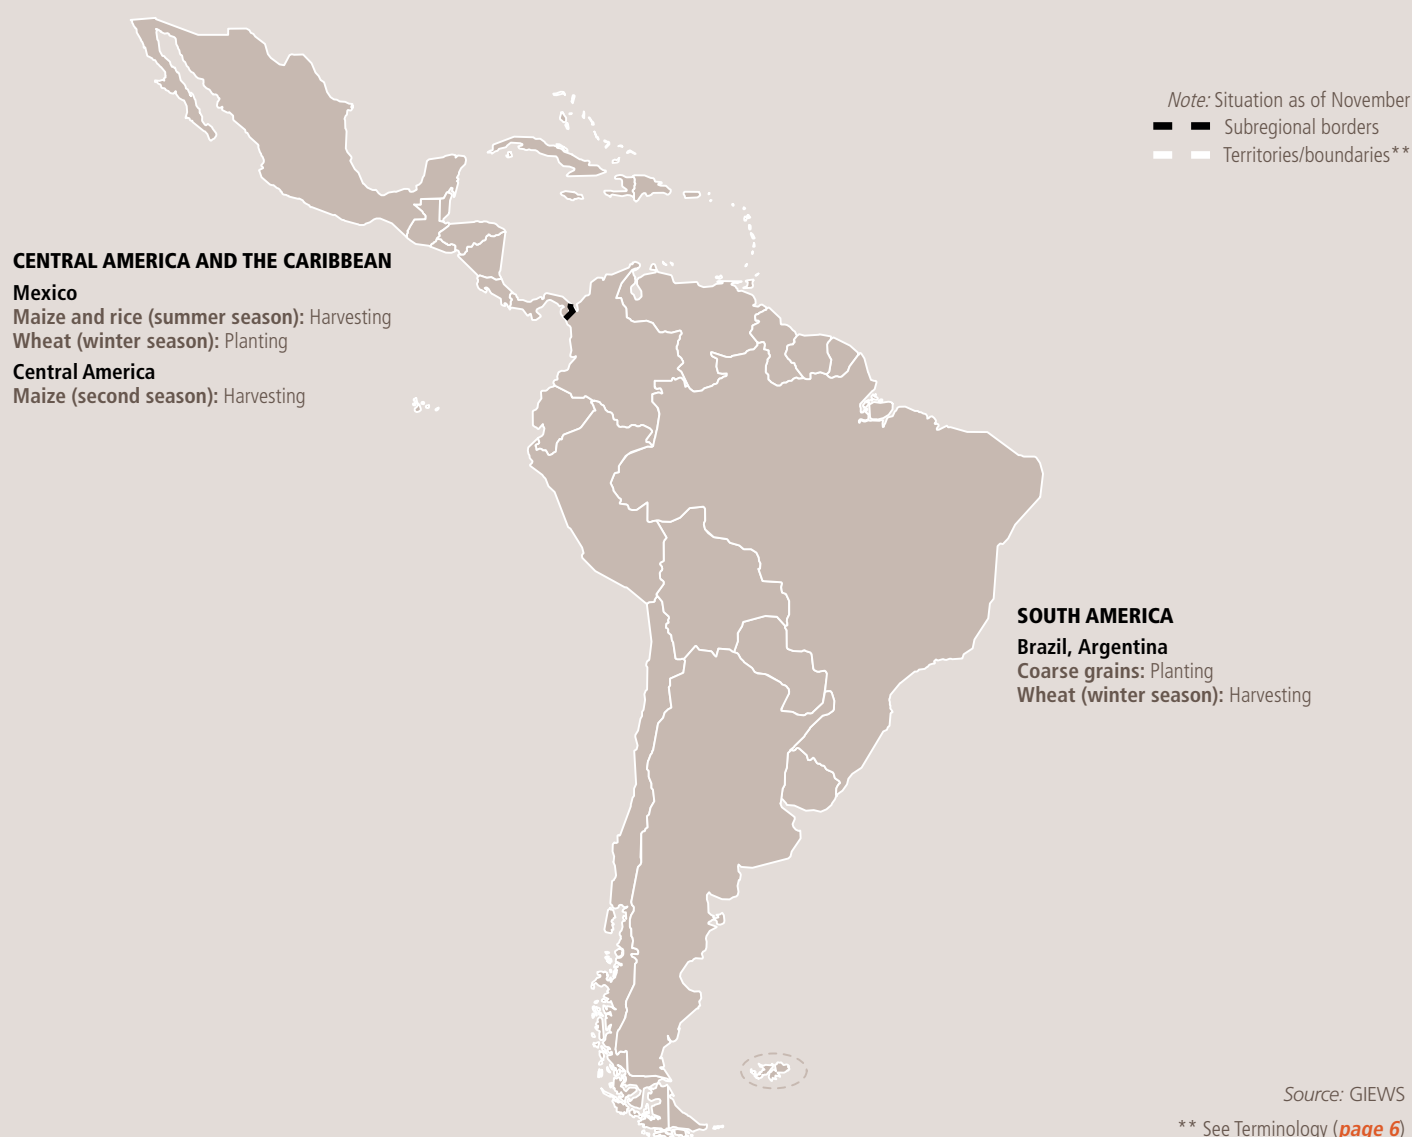 Note: Situation as of November
Subregional borders
Territories/boundaries**
CENTRAL AMERICA AND THE CARIBBEAN
Mexico
Maize and rice (summer season): Harvesting
Wheat (winter season): Planting
Central America
Maize (second season): Harvesting
SOUTH AMERICA
Brazil, Argentina
Coarse grains: Planting
Wheat (winter season): Harvesting
Source: GIEWS
** See Terminology (page 6)